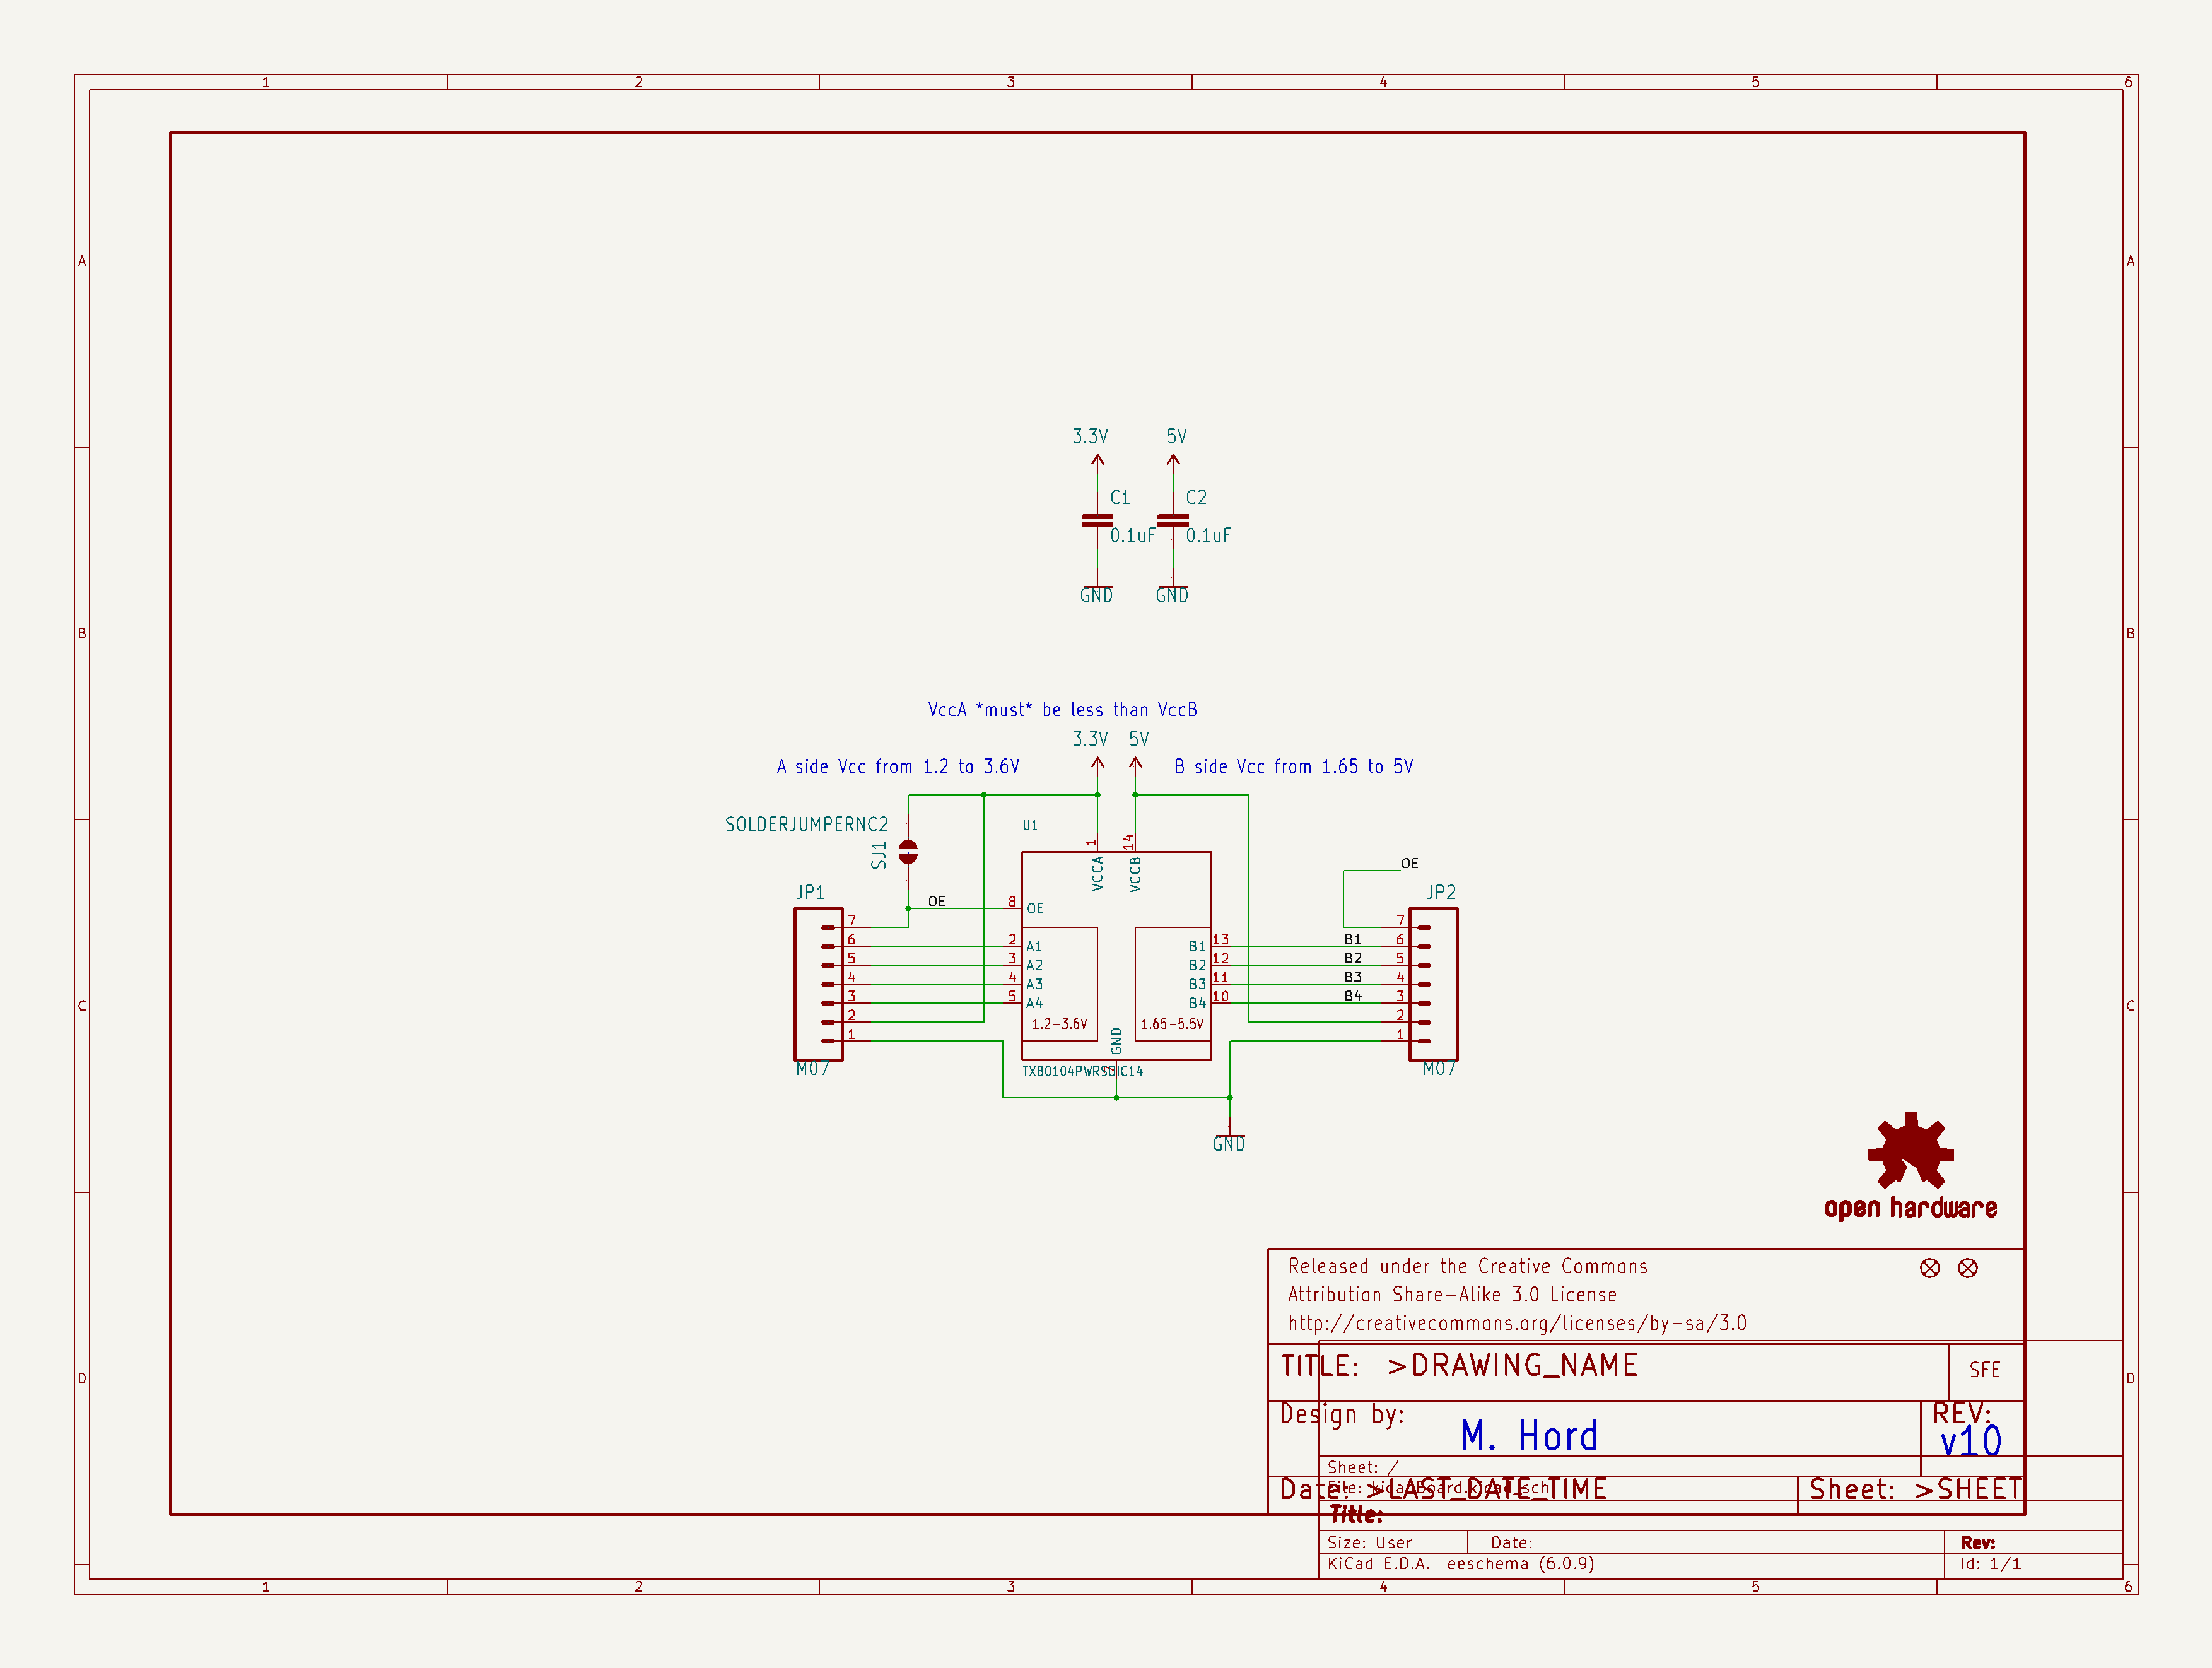 1 2 3 4 5 6
A A
3.3V 5V
C1 C2
0.1uF 0.1uF
GND GND
B B
VccA *must* be less than VccB
3.3V 5V
A side Vcc from 1.2 to 3.6V
B side Vcc from 1.65 to 5V
SOLDERJUMPERNC2
SJ1
U1
1 14
VCCA VCCB
OE
JP1
JP2
OE
8 OE
7
6
5
4
3
2
1
M07
2 A1
3 A2
4 A3
5 A4
1.2-3.6V
1.65-5.5V
GND
7
TXB0104PWRSOIC14
B1 13
B2 12
B3 11
B4 10
B1
B2
B3
B4
7
6
5
4
3
2
1
M07
GND
C C
open hardware
Released under the Creative Commons
Attribution Share-Alike 3.0 License
http://creativecommons.org/licenses/by-sa/3.0
TITLE: >DRAWING_NAME
SFE
D D
Design by:
M. Hord
REV:
v10
Sheet: /
File: kicadBoard.kicad_sch
Date: >LAST_DATE_TIME
Sheet: >SHEET
Title:
Size: User
Date:
Rev:
KiCad E.D.A. eeschema (6.0.9)
Id: 1/1
1 2 3 4 5 6